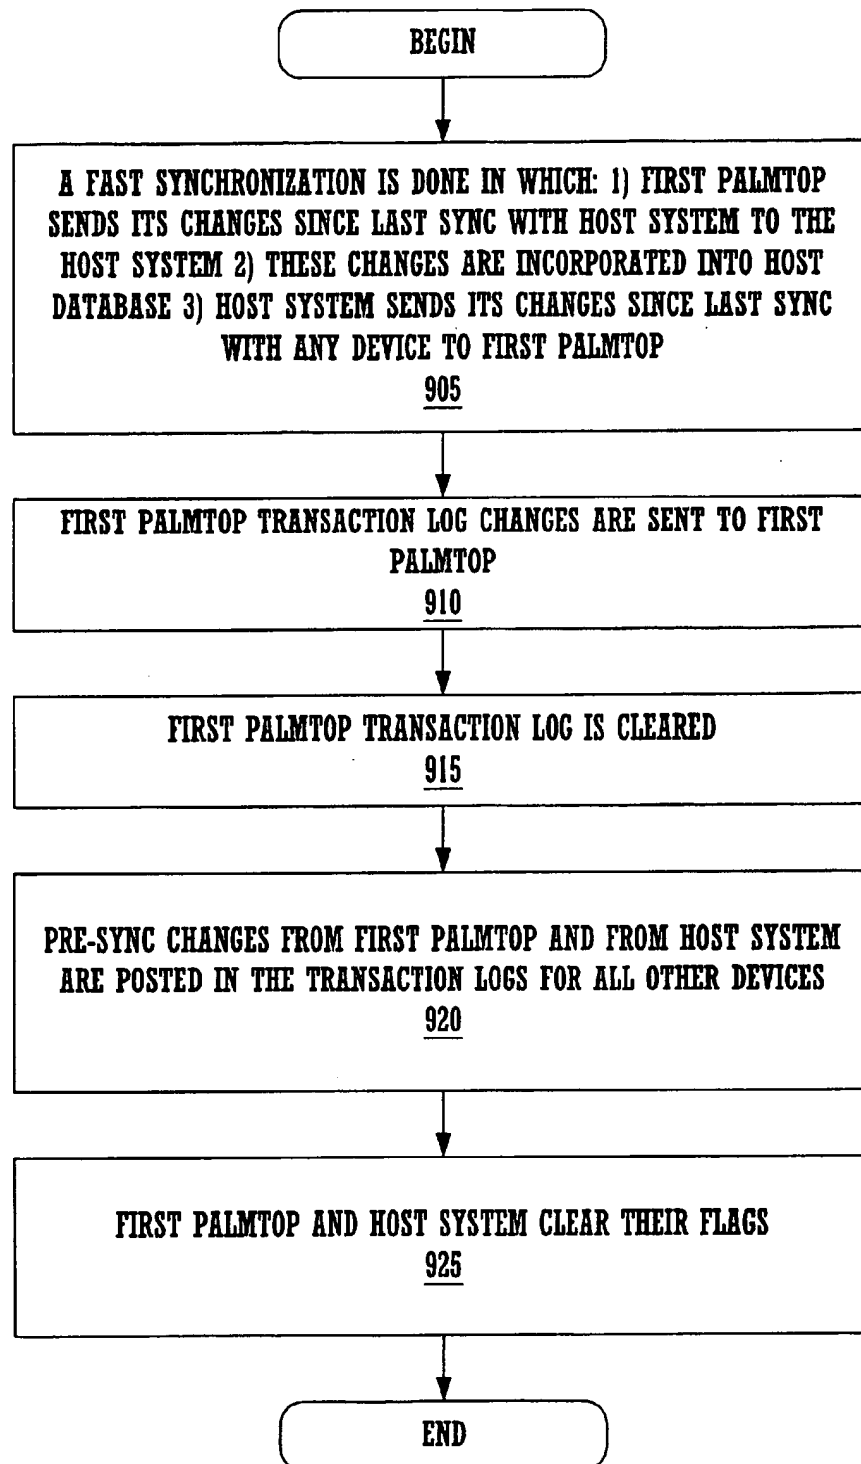 BEGIN
A FAST SYNCHRONIZATION IS DONE IN WHICH: 1) FIRST PALMTOP
SENDS ITS CHANGES SINCE LAST SYNC WITH HOST SYSTEM TO THE
HOST SYSTEM 2) THESE CHANGES ARE INCORPORATED INTO HOST
DATABASE 3) HOST SYSTEM SENDS ITS CHANGES SINCE LAST SYNC
WITH ANY DEVICE TO FIRST PALMTOP
905
FIRST PALMTOP TRANSACTION LOG CHANGES ARE SENT TO FIRST
PALMTOP
910
FIRST PALMTOP TRANSACTION LOG IS CLEARED
915
PRE-SYNC CHANGES FROM FIRST PALMTOP AND FROM HOST SYSTEM
ARE POSTED IN THE TRANSACTION LOGS FOR ALL OTHER DEVICES
920
FIRST PALMTOP AND HOST SYSTEM CLEAR THEIR FLAGS
925
END